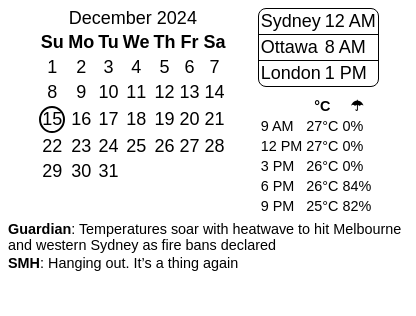 December 2024
Su Mo Tu We Th Fr Sa
1 2 3 4 5 6 7
8 9 10 11 12 13 14
15 16 17 18 19 20 21
22 23 24 25 26 27 28
29 30 31
Sydney 12 AM
Ottawa 8 AM
London 1 PM
°C ☂
9 AM 27°C 0%
12 PM 27°C 0%
3 PM 26°C 0%
6 PM 26°C 84%
9 PM 25°C 82%
Guardian: Temperatures soar with heatwave to hit Melbourne
and western Sydney as fire bans declared
SMH: Hanging out. It’s a thing again